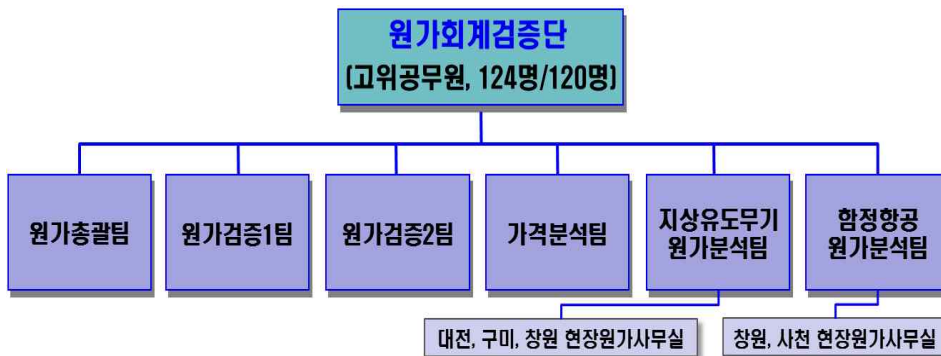 원가회계검증단
(고위공무원, 124명/120명)
원가총괄팀
원가검증1팀
원가검증2팀
가격분석팀
지상유도무기
원가분석팀
함정항공
원가분석팀
대전, 구미, 창원 현장원가사무실
창원, 사천 현장원가사무실